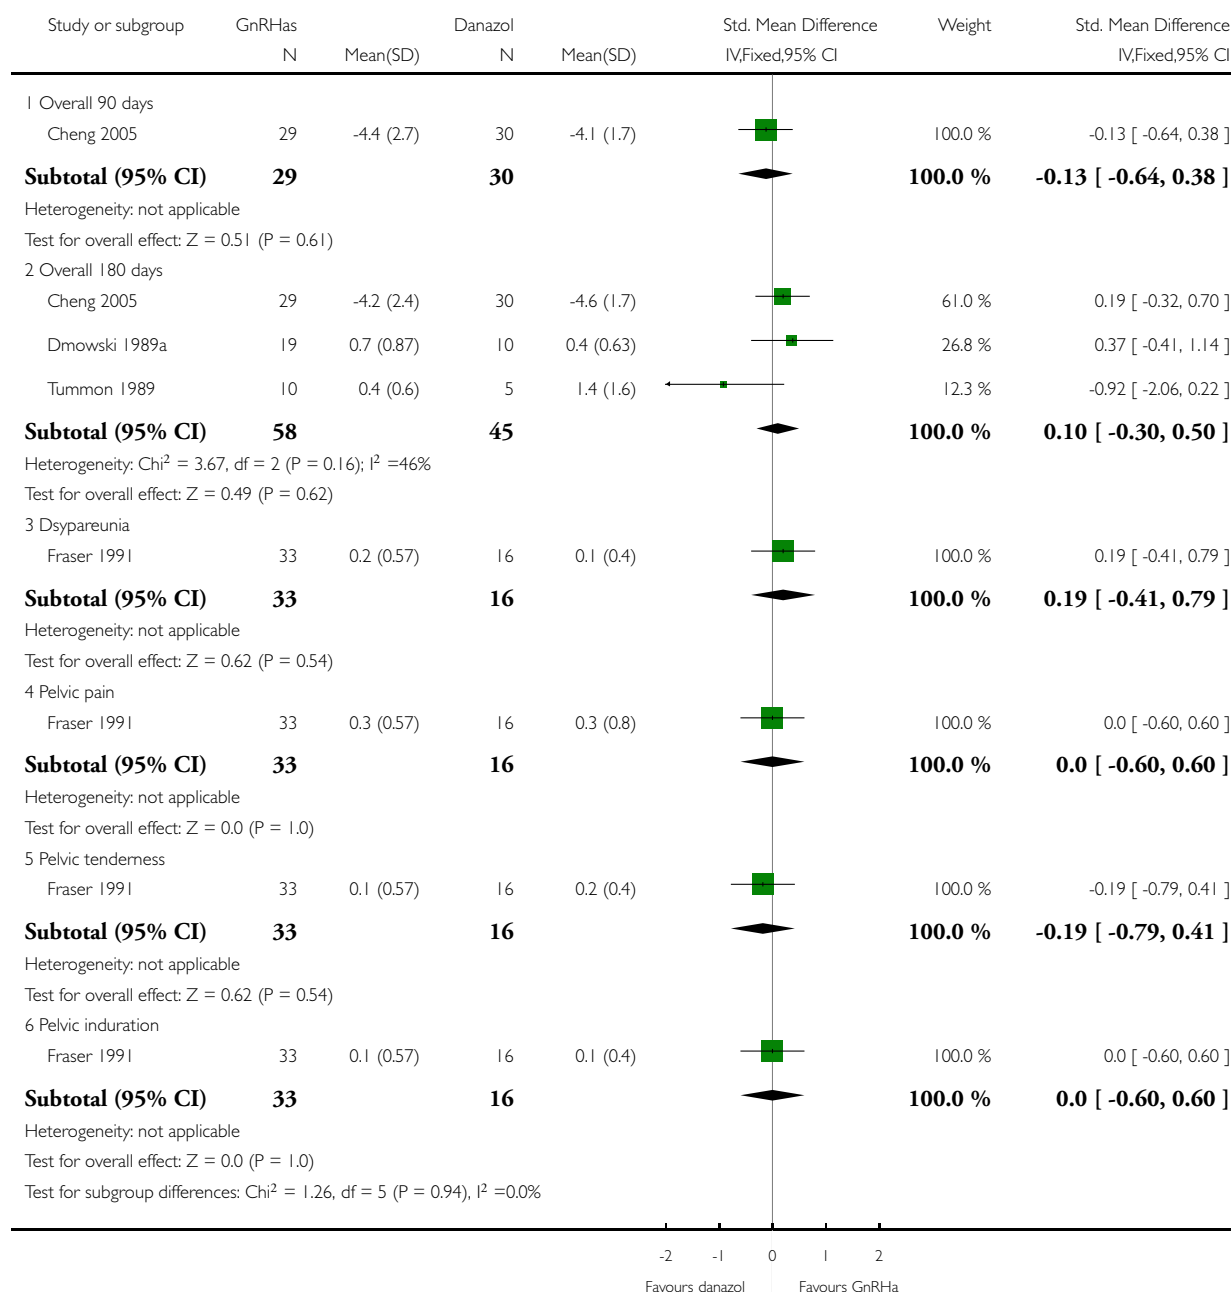 Study or subgroup GnRHas Danazol Std. Mean Difference Weight Std. Mean Difference
N Mean(SD) N Mean(SD) IV,Fixed,95% CI IV,Fixed,95% CI
1 Overall 90 days
Cheng 2005 29 -4.4 (2.7) 30 -4.1 (1.7) 100.0 % -0.13 [ -0.64, 0.38 ]
Subtotal (95% CI) 29 30 100.0 % -0.13 [ -0.64, 0.38 ]
Heterogeneity: not applicable
Test for overall effect: Z = 0.51 (P = 0.61)
2 Overall 180 days
Cheng 2005 29 -4.2 (2.4) 30 -4.6 (1.7) 61.0 % 0.19 [ -0.32, 0.70 ]
Dmowski 1989a 19 0.7 (0.87) 10 0.4 (0.63) 26.8 % 0.37 [ -0.41, 1.14 ]
Tummon 1989 10 0.4 (0.6) 5 1.4 (1.6) 12.3 % -0.92 [ -2.06, 0.22 ]
Subtotal (95% CI) 58 45 100.0 % 0.10 [ -0.30, 0.50 ]
Heterogeneity: Chi² = 3.67, df = 2 (P = 0.16); I² =46%
Test for overall effect: Z = 0.49 (P = 0.62)
3 Dsypareunia
Fraser 1991 33 0.2 (0.57) 16 0.1 (0.4) 100.0 % 0.19 [ -0.41, 0.79 ]
Subtotal (95% CI) 33 16 100.0 % 0.19 [ -0.41, 0.79 ]
Heterogeneity: not applicable
Test for overall effect: Z = 0.62 (P = 0.54)
4 Pelvic pain
Fraser 1991 33 0.3 (0.57) 16 0.3 (0.8) 100.0 % 0.0 [ -0.60, 0.60 ]
Subtotal (95% CI) 33 16 100.0 % 0.0 [ -0.60, 0.60 ]
Heterogeneity: not applicable
Test for overall effect: Z = 0.0 (P = 1.0)
5 Pelvic tenderness
Fraser 1991 33 0.1 (0.57) 16 0.2 (0.4) 100.0 % -0.19 [ -0.79, 0.41 ]
Subtotal (95% CI) 33 16 100.0 % -0.19 [ -0.79, 0.41 ]
Heterogeneity: not applicable
Test for overall effect: Z = 0.62 (P = 0.54)
6 Pelvic induration
Fraser 1991 33 0.1 (0.57) 16 0.1 (0.4) 100.0 % 0.0 [ -0.60, 0.60 ]
Subtotal (95% CI) 33 16 100.0 % 0.0 [ -0.60, 0.60 ]
Heterogeneity: not applicable
Test for overall effect: Z = 0.0 (P = 1.0)
Test for subgroup differences: Chi² = 1.26, df = 5 (P = 0.94), I² =0.0%
-2 -1 0 1 2
Favours danazol Favours GnRHa